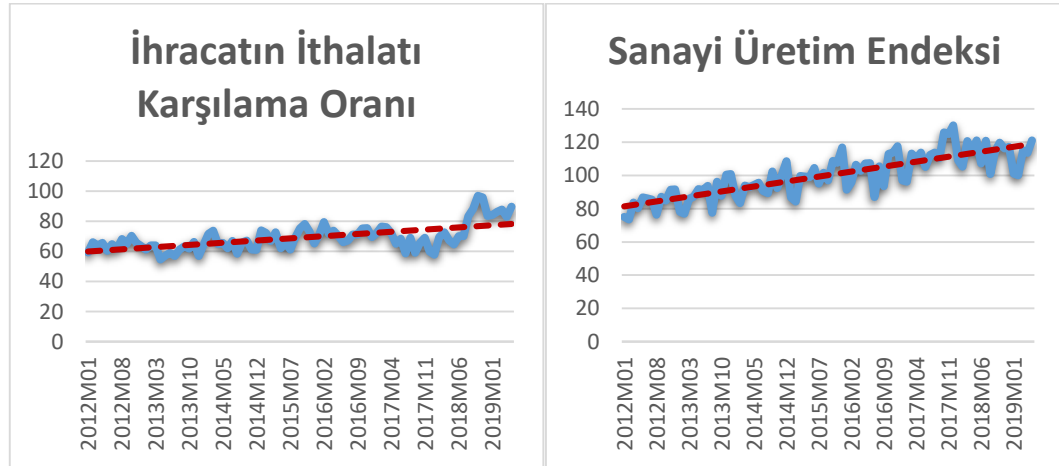 İhracatın İthalatı
Karşılama Oranı
120
100
80
60
40
20
0
2012M01
2012M08
2013M03
2013M10
2014M05
2014M12
2015M07
2016M02
2016M09
2017M04
2017M11
2018M06
2019M01
Sanayi Üretim Endeksi
140
120
100
80
60
40
20
0
2012M01
2012M08
2013M03
2013M10
2014M05
2014M12
2015M07
2016M02
2016M09
2017M04
2017M11
2018M06
2019M01